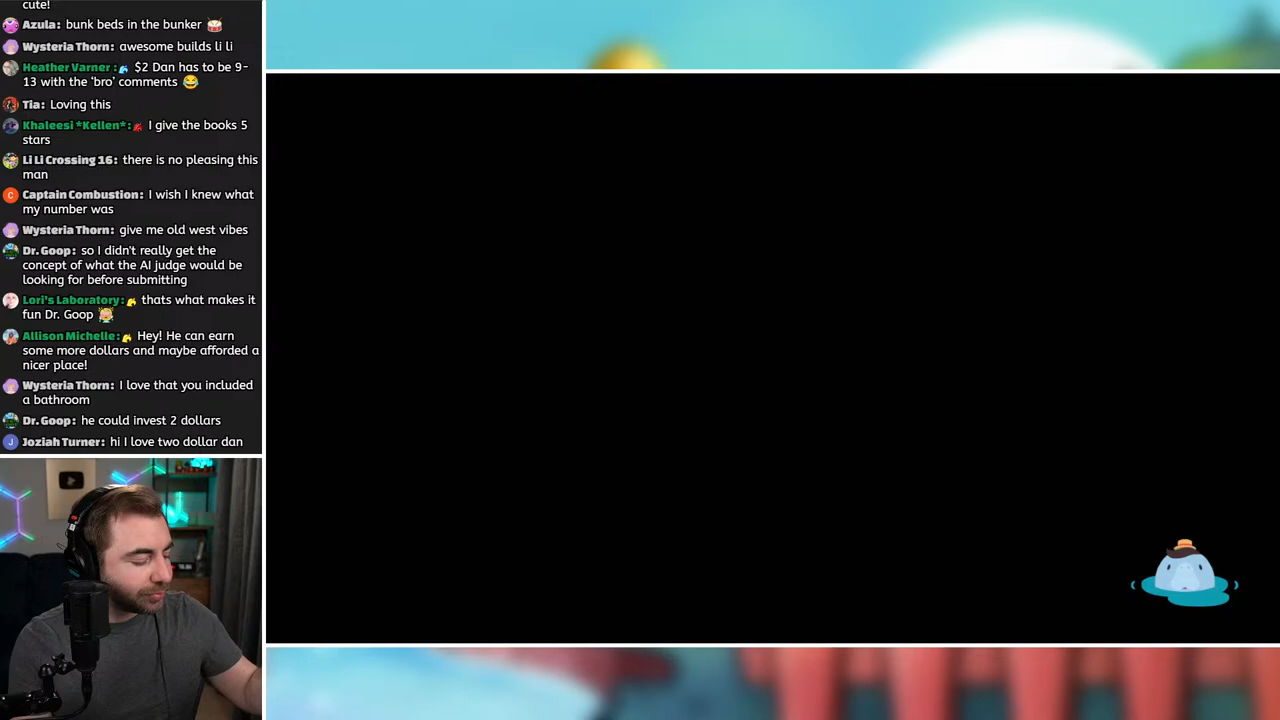 cute!
Azula: bunk beds in the bunker
Wysteria Thorn: awesome builds li li
Heather Varner: $2 Dan has to be 9-
13 with the 'bro' comments
Tia: Loving this
Khaleesi *Kellen*: I give the books 5
stars
Li Li Crossing 16: there is no pleasing this
man
Captain Combustion: I wish I knew what
my number was
Wysteria Thorn: give me old west vibes
Dr. Goop: so I didn't really get the
concept of what the AI judge would be
looking for before submitting
Lori's Laboratory: thats what makes it
fun Dr. Goop
Allison Michelle: Hey! He can earn
some more dollars and maybe afforded a
nicer place!
Wysteria Thorn: I love that you included
a bathroom
Dr. Goop: he could invest 2 dollars
J
Joziah Turner: hi I love two dollar dan
C